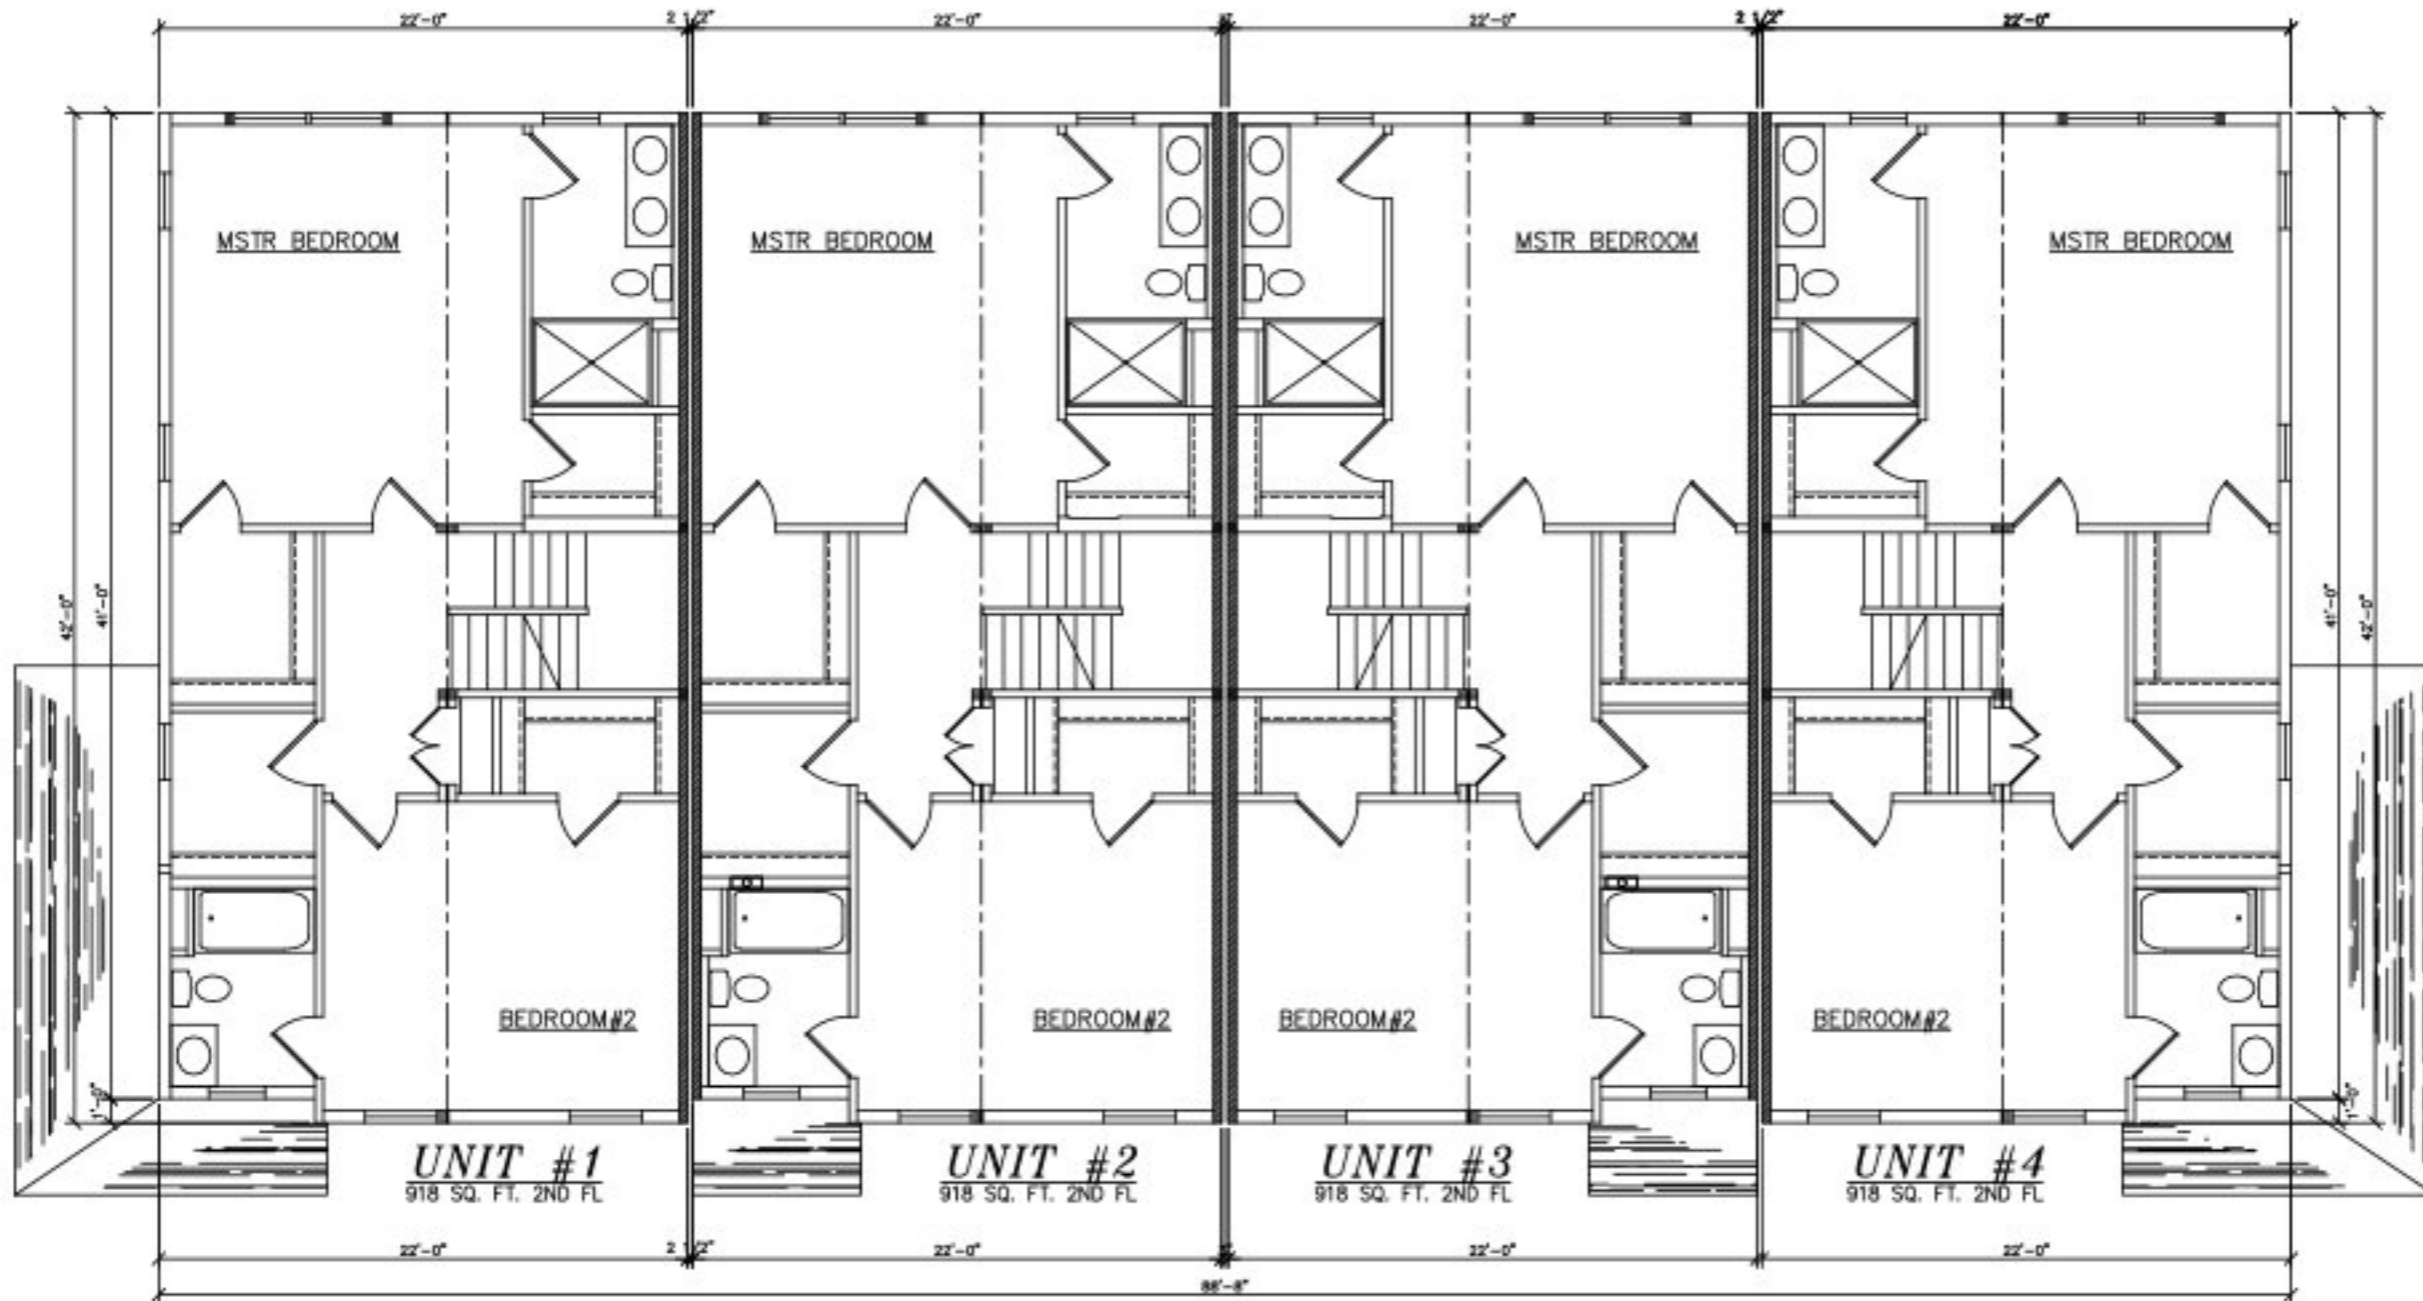 22'-0" 2 1/2" 22'-0" 22'-0" 2 1/2" 22'-0"
MSTR BEDROOM MSTR BEDROOM MSTR BEDROOM MSTR BEDROOM
42'-0" 41'-0" 41'-0" 42'-0"
BEDROOM#2 BEDROOM#2 BEDROOM#2 BEDROOM#2
1'-0" 1'-0"
UNIT #1 UNIT #2 UNIT #3 UNIT #4
918 SQ. FT. 2ND FL 918 SQ. FT. 2ND FL 918 SQ. FT. 2ND FL 918 SQ. FT. 2ND FL
22'-0" 2 1/2" 22'-0" 22'-0" 22'-0"
88'-8"